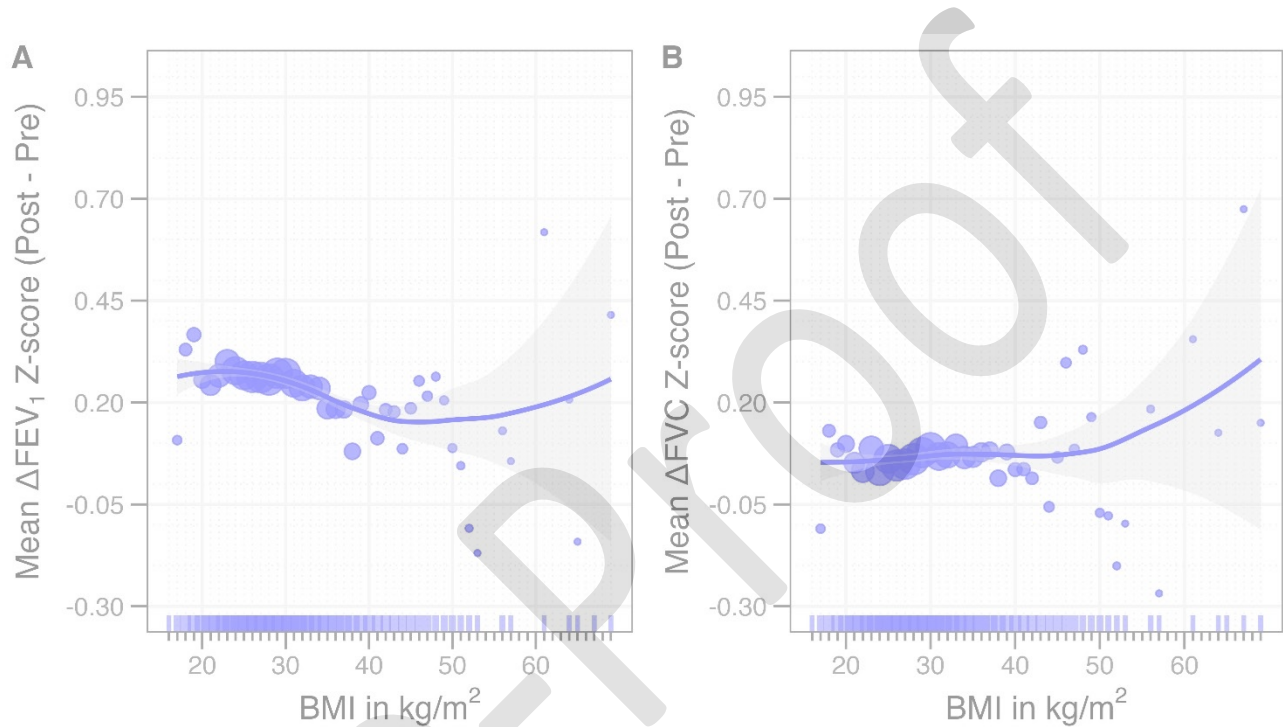 A
Mean ΔFEV₁ Z-score (Post - Pre)
0.95
0.70
0.45
0.20
-0.05
-0.30
20 30 40 50 60
BMI in kg/m²
B
Mean ΔFVC Z-score (Post - Pre)
0.95
0.70
0.45
0.20
-0.05
-0.30
20 30 40 50 60
BMI in kg/m²
-Proof